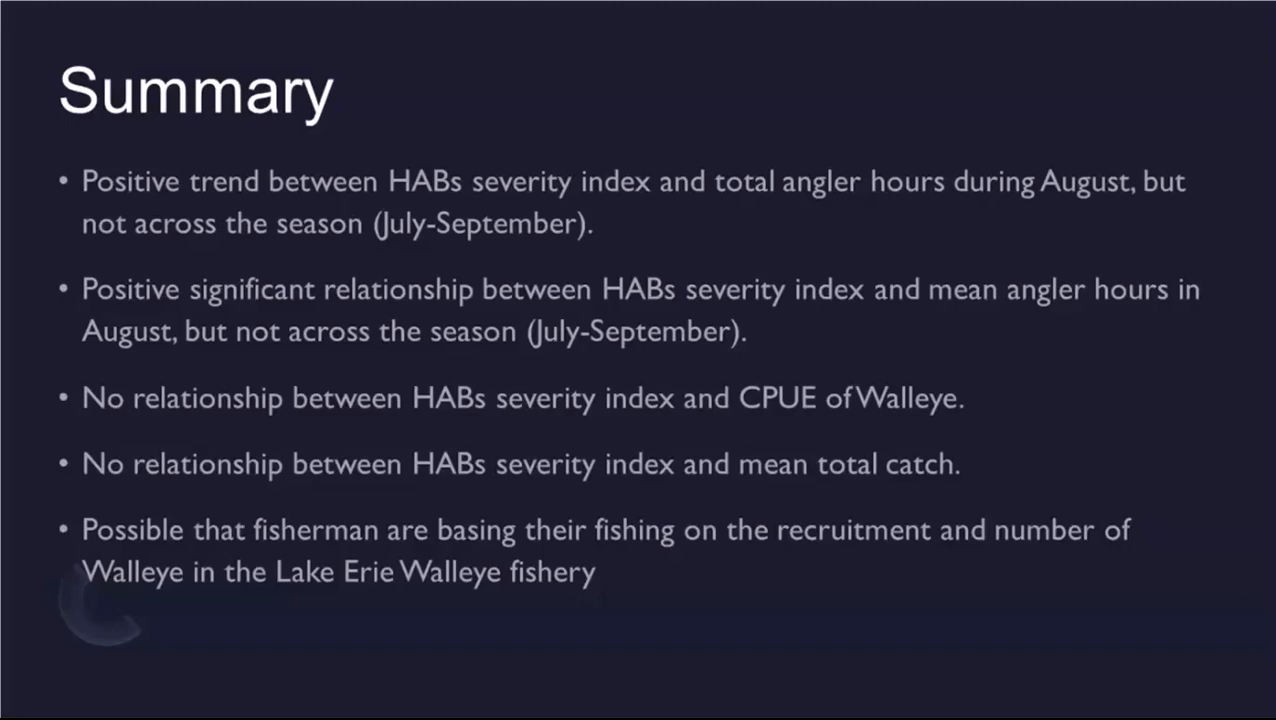 Summary
• Positive trend between HABs severity index and total angler hours during August, but
not across the season (July-September).
• Positive significant relationship between HABs severity index and mean angler hours in
August, but not across the season (July-September).
• No relationship between HABs severity index and CPUE of Walleye.
• No relationship between HABs severity index and mean total catch.
• Possible that fisherman are basing their fishing on the recruitment and number of
Walleye in the Lake Erie Walleye fishery